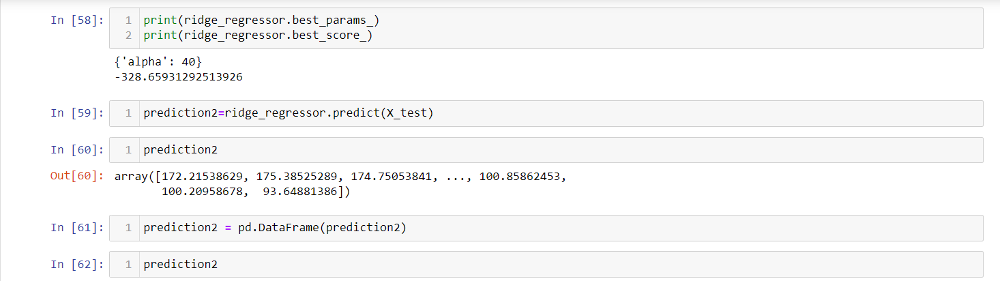 In [58]:
1 print(ridge_regressor.best_params_)
2 print(ridge_regressor.best_score_)
{'alpha': 40}
-328.65931292513926
In [59]:
1 prediction2=ridge_regressor.predict(X_test)
In [60]:
1 prediction2
Out[60]: array([172.21538629, 175.38525289, 174.75053841, ..., 100.85862453,
100.20958678, 93.64881386])
In [61]:
1 prediction2 = pd.DataFrame(prediction2)
In [62]:
1 prediction2